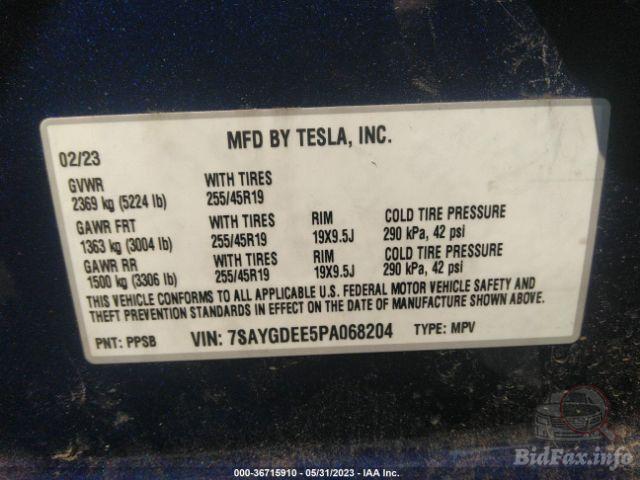 MFD BY TESLA, INC.
02/23
GVWR WITH TIRES
2369 kg (5224 lb) 255/45R19
GAWR FRT WITH TIRES RIM COLD TIRE PRESSURE
1363 kg (3004 lb) 255/45R19 19X9.5J 290 kPa, 42 psi
GAWR RR WITH TIRES RIM COLD TIRE PRESSURE
1500 kg (3306 lb) 255/45R19 19X9.5J 290 kPa, 42 psi
THIS VEHICLE CONFORMS TO ALL APPLICABLE U.S. FEDERAL MOTOR VEHICLE SAFETY AND
THEFT PREVENTION STANDARDS IN EFFECT ON THE DATE OF MANUFACTURE SHOWN ABOVE.
PNT: PPSB VIN: 7SAYGDEE5PA068204 TYPE: MPV
BidFax.info
000-36715910 - 05/31/2023 - IAA Inc.